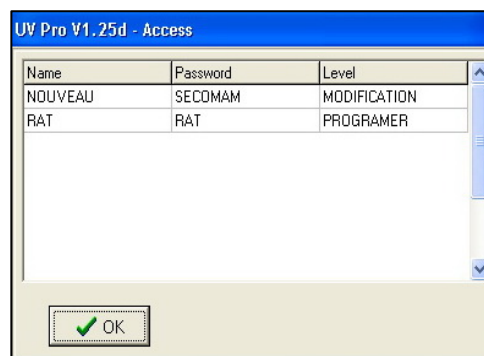 UV Pro V1.25d - Access
Name Password Level
NOUVEAU SECOMAM MODIFICATION
RAT RAT PROGRAMER
OK